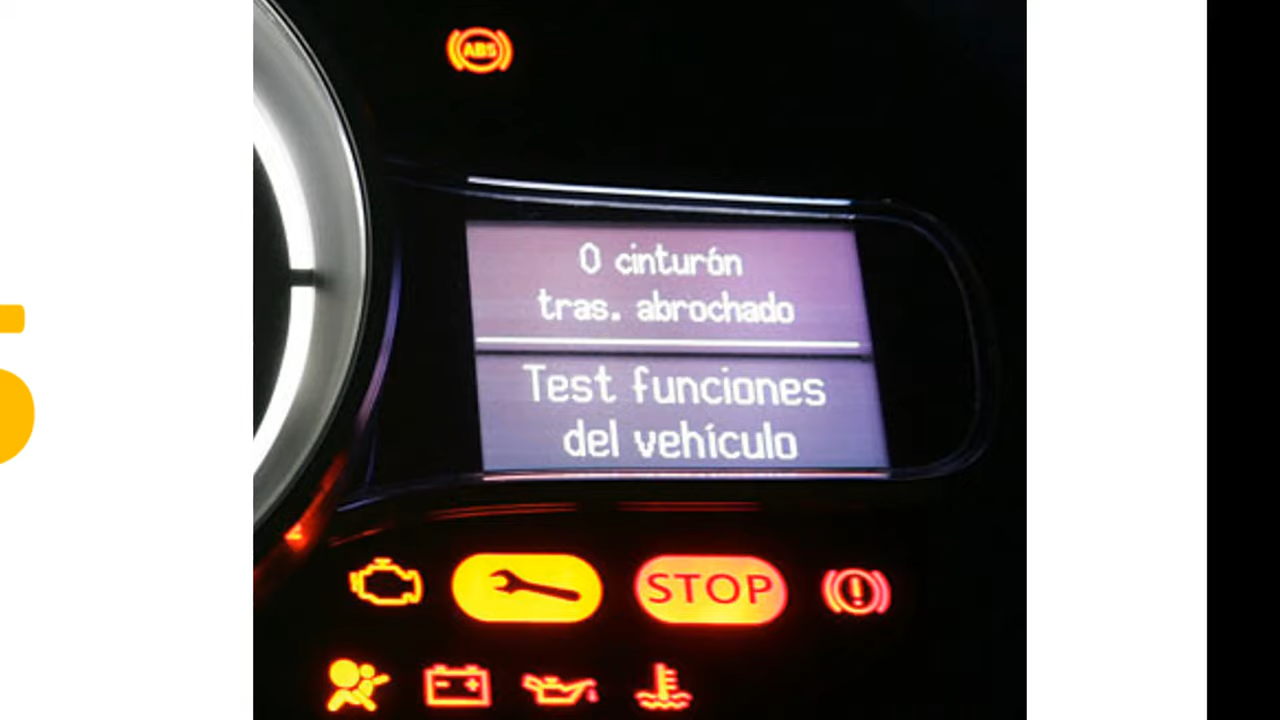 ABS
0 cinturón
tras. abrochado
Test funciones
del vehículo
STOP